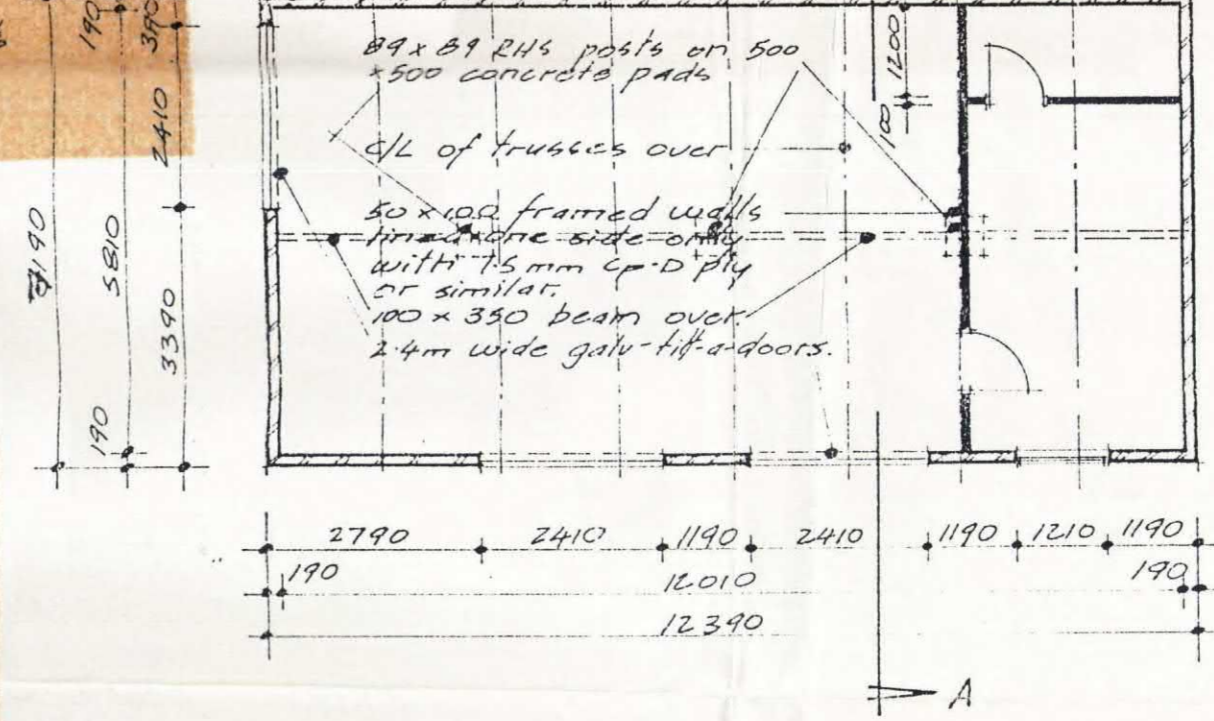 190
390
1200
100
89 x 89 RHS posts on 500
x 500 concrete pads
2410
C/L of trusses over
50 x 100 framed walls
lined one side only
with 7.5 mm Cp-D ply
or similar.
100 x 350 beam over.
2.4m wide galv-tilt-a-doors.
7190
5810
3390
190
2790 2410 1190 2410 1190 1210 1190
190 12010 190
12390
A